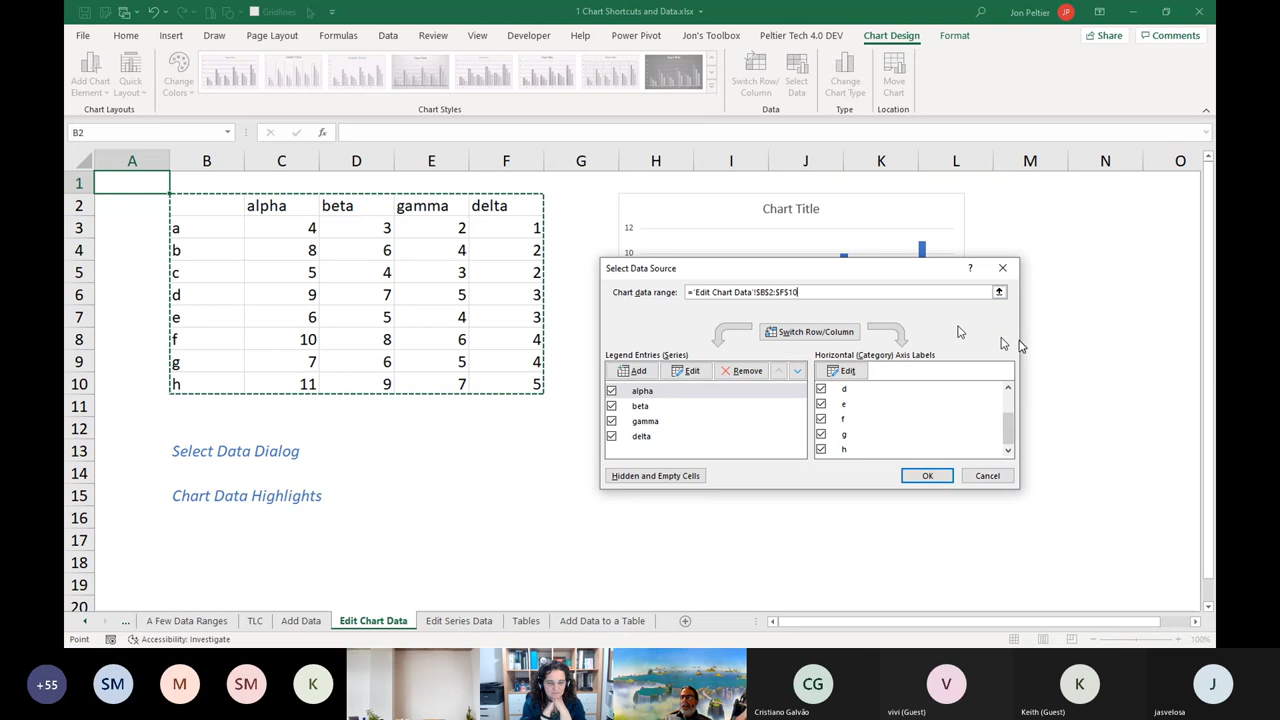 Gridlines
1 Chart Shortcuts and Data.xlsx
Jon Peltier
JP
File Home Insert Draw Page Layout Formulas Data Review View Developer Help Power Pivot Jon's Toolbox Peltier Tech 4.0 DEV Chart Design Format
Share
Comments
Add Chart Element
Quick Layout
Change Colors
Switch Row/ Column
Select Data
Change Chart Type
Move Chart
Chart Layouts
Chart Styles
Data
Type
Location
B2
fx
A B C D E F G H I J K L M N O
1
2 alpha beta gamma delta
3 a 4 3 2 1
4 b 8 6 4 2
5 c 5 4 3 2
6 d 9 7 5 3
7 e 6 5 4 3
8 f 10 8 6 4
9 g 7 6 5 4
10 h 11 9 7 5
11
12
13 Select Data Dialog
14
15 Chart Data Highlights
16
17
18
19
20
Chart Title
12
10
Select Data Source
?
Chart data range: ='Edit Chart Data'!$B$2:$F$10
Switch Row/Column
Legend Entries (Series)
Add Edit Remove
alpha
beta
gamma
delta
Horizontal (Category) Axis Labels
Edit
d
e
f
g
h
Hidden and Empty Cells
OK
Cancel
... A Few Data Ranges TLC Add Data Edit Chart Data Edit Series Data Tables Add Data to a Table
Point
Accessibility: Investigate
100%
+55 SM M SM K CG V K J
Cristiano Galvão vivi (Guest) Keith (Guest) jasvelosa